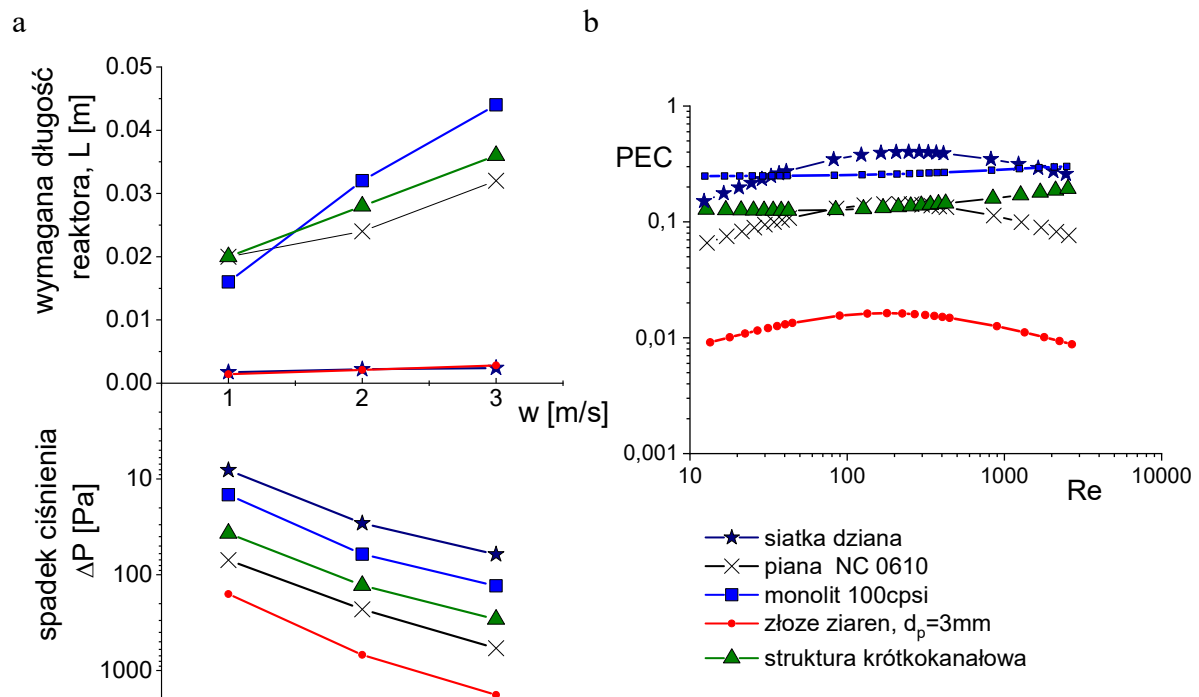 a
wymagana długość
reaktora, L [m]
0.05
0.04
0.03
0.02
0.01
0.00
1
2
3
w [m/s]
spadek ciśnienia
ΔP [Pa]
10
100
1000
b
PEC
1
0,1
0,01
0,001
10
100
1000
10000
Re
siatka dziana
piana NC 0610
monolit 100cpsi
złoze ziaren, dp=3mm
struktura krótkokanałowa